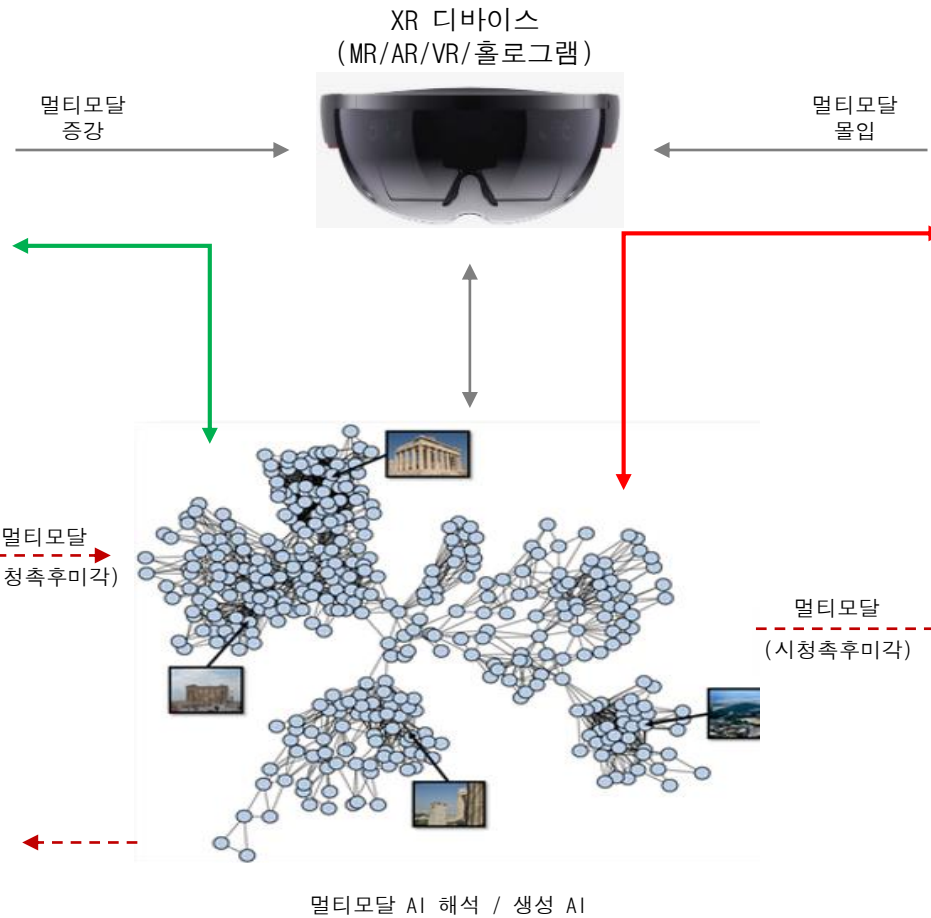 XR 디바이스
(MR/AR/VR/홀로그램)
멀티모달
증강
멀티모달
몰입
멀티모달
청촉후미각)
멀티모달
(시청촉후미각)
멀티모달 AI 해석 / 생성 AI